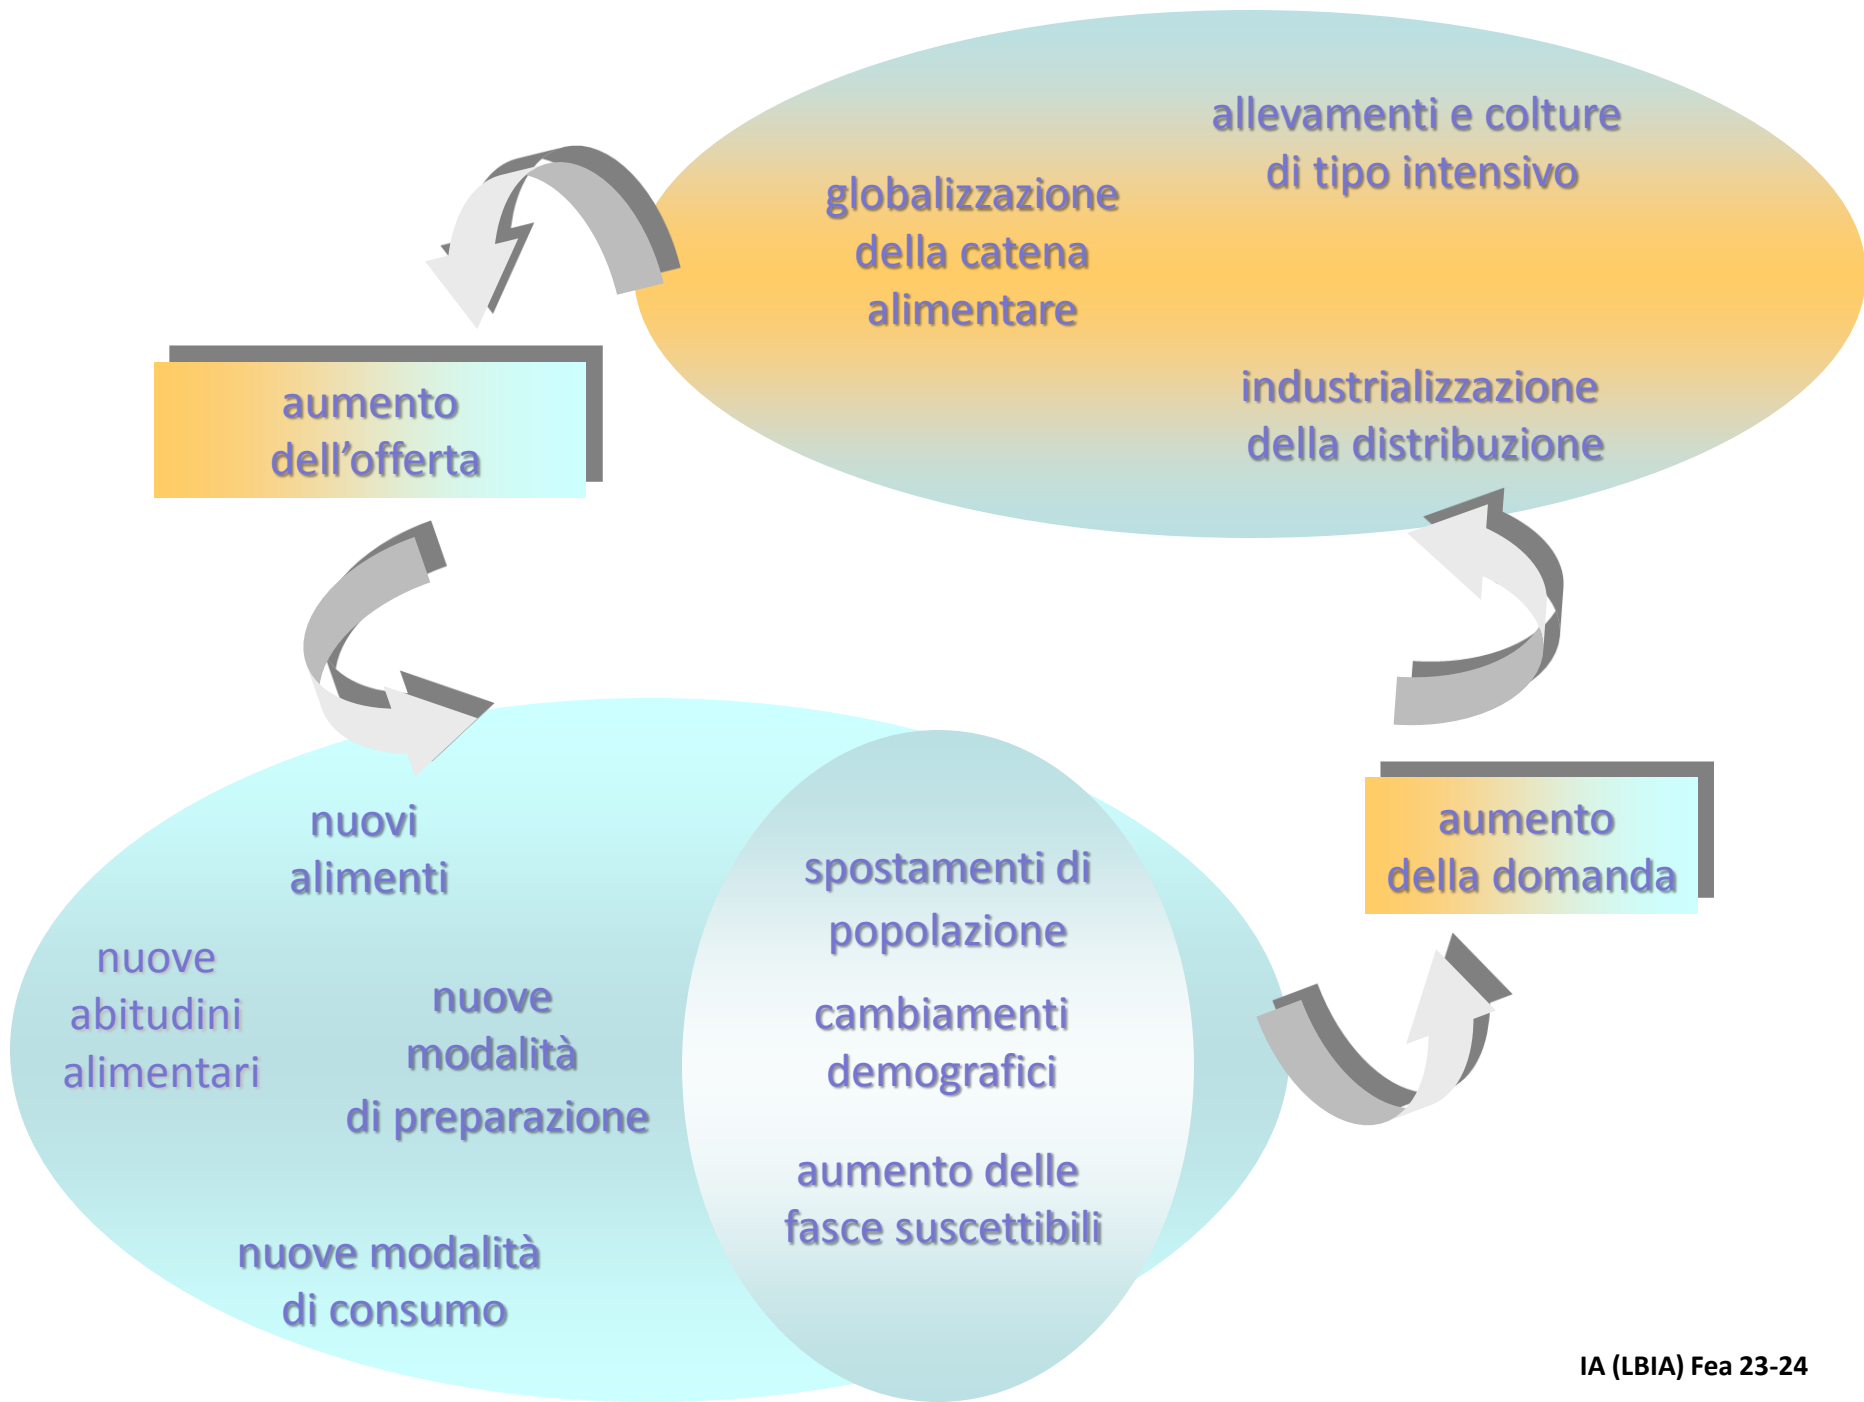 allevamenti e colture
di tipo intensivo
globalizzazione
della catena
alimentare
industrializzazione
della distribuzione
aumento
dell’offerta
nuovi
alimenti
nuove
abitudini
alimentari
nuove
modalità
di preparazione
nuove modalità
di consumo
spostamenti di
popolazione
cambiamenti
demografici
aumento delle
fasce suscettibili
aumento
della domanda
IA (LBIA) Fea 23-24